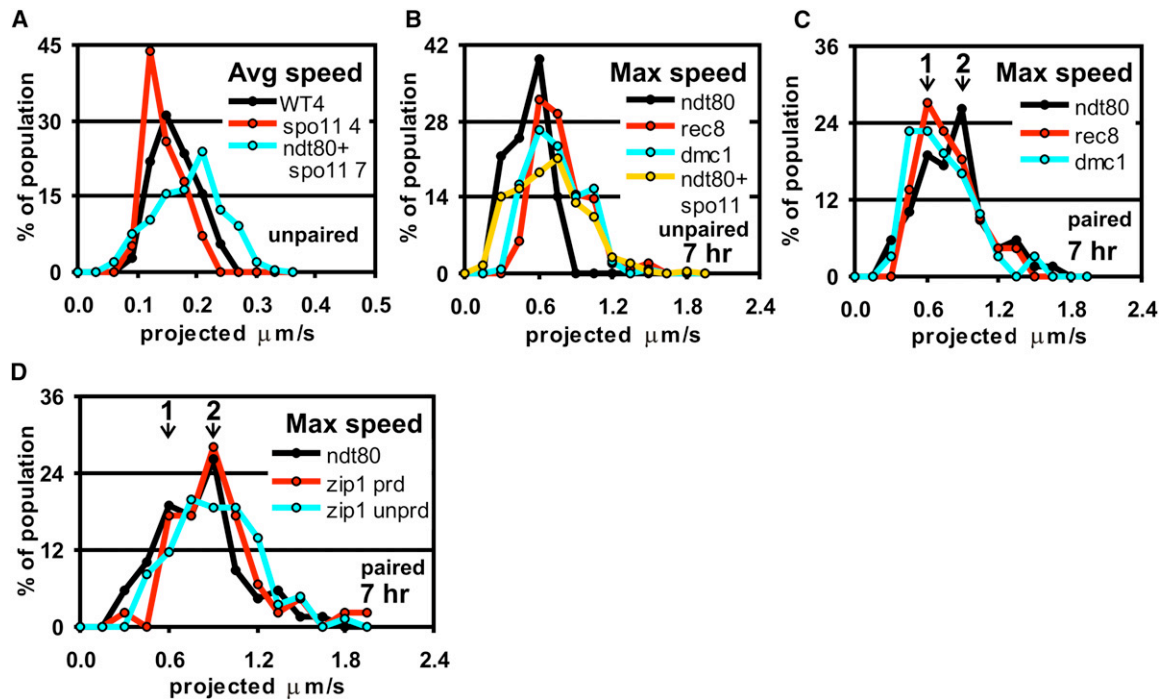 A
% of population
45
30
15
0
Avg speed
WT4
spo11 4
ndt80+
spo11 7
unpaired
0.0 0.1 0.2 0.3 0.4 0.5
projected μm/s
B
% of population
42
28
14
0
Max speed
ndt80
rec8
dmc1
ndt80+
spo11
unpaired
7 hr
0.0 0.6 1.2 1.8 2.4
projected μm/s
C
% of population
36
24
12
0
1 2
Max speed
ndt80
rec8
dmc1
paired
7 hr
0.0 0.6 1.2 1.8 2.4
projected μm/s
D
% of population
36
24
12
0
1 2
Max speed
ndt80
zip1 prd
zip1 unprd
paired
7 hr
0.0 0.6 1.2 1.8 2.4
projected μm/s